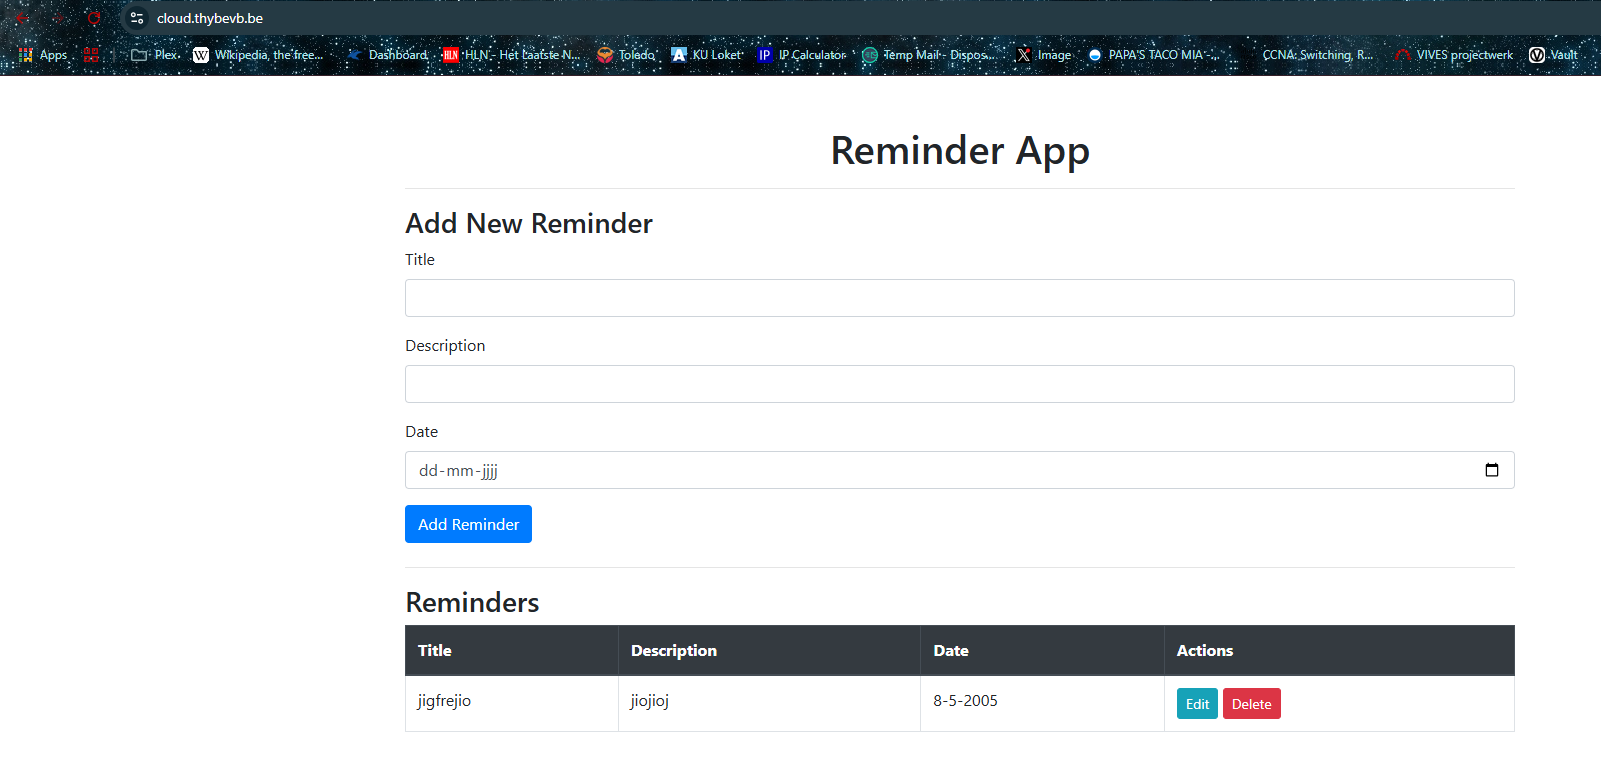 cloud.thybevb.be
Apps Plex Wikipedia, the free... Dashboard HLN - Het Laatste N... Toledo KU Loket IP Calculator Temp Mail - Dispos... Image PAPA'S TACO MIA -... CCNA: Switching, R... VIVES projectwerk Vault
Reminder App
Add New Reminder
Title
Description
Date
dd-mm-jjjj
Add Reminder
Reminders
Title Description Date Actions
jigfrejio jiojioj 8-5-2005 Edit Delete